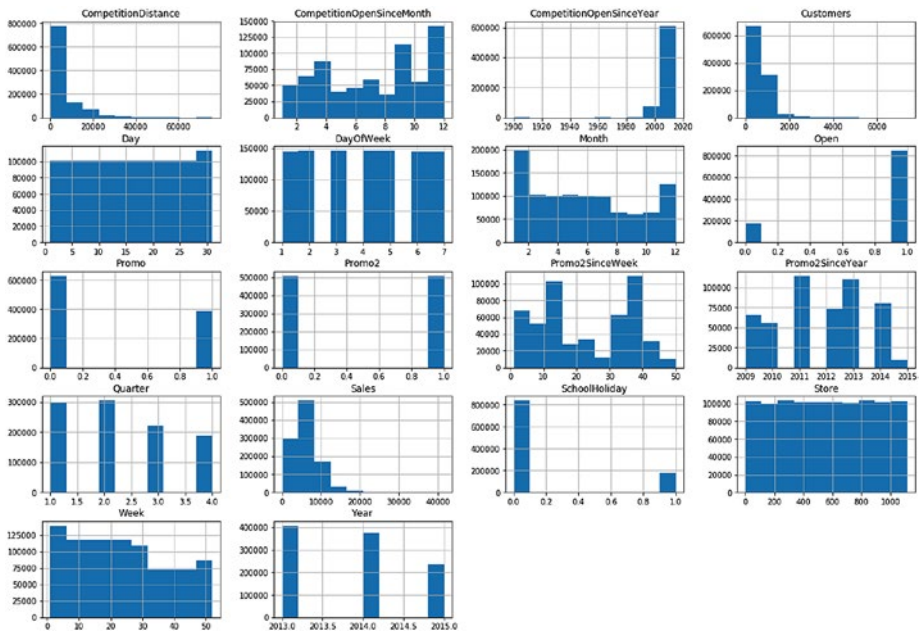 CompetitionDistance CompetitionOpenSinceMonth CompetitionOpenSinceYear Customers
800000 150000 600000 600000
600000 125000 400000 400000
400000 100000 200000 200000
200000 75000 0 0
0 50000
25000
0
0 20000 40000 60000 2 4 6 8 10 12 1900 1920 1940 1960 1980 2000 2020 0 2000 4000 6000
Day DayOfWeek Month Open
100000 150000 200000 800000
80000 100000 150000 600000
60000 50000 100000 400000
40000 0 50000 200000
20000 0 0
0
0 5 10 15 20 25 30 1 2 3 4 5 6 7 2 4 6 8 10 12 0.0 0.2 0.4 0.6 0.8 1.0
Promo Promo2 Promo2SinceWeek Promo2SinceYear
600000 500000 100000 100000
400000 400000 80000 75000
200000 300000 60000 50000
0 200000 40000 25000
100000 20000 0
0 0
0.0 0.2 0.4 0.6 0.8 1.0 0.0 0.2 0.4 0.6 0.8 1.0 0 10 20 30 40 50 2009 2010 2011 2012 2013 2014 2015
Quarter Sales SchoolHoliday Store
300000 500000 800000 100000
200000 400000 600000 80000
100000 300000 400000 60000
0 200000 200000 40000
100000 0 20000
0 0
1.0 1.5 2.0 2.5 3.0 3.5 4.0 0 10000 20000 30000 40000 0.0 0.2 0.4 0.6 0.8 1.0 0 200 400 600 800 1000
Week Year
125000 400000
100000 300000
75000 200000
50000 100000
25000 0
0
0 10 20 30 40 50 2013.0 2013.5 2014.0 2014.5 2015.0